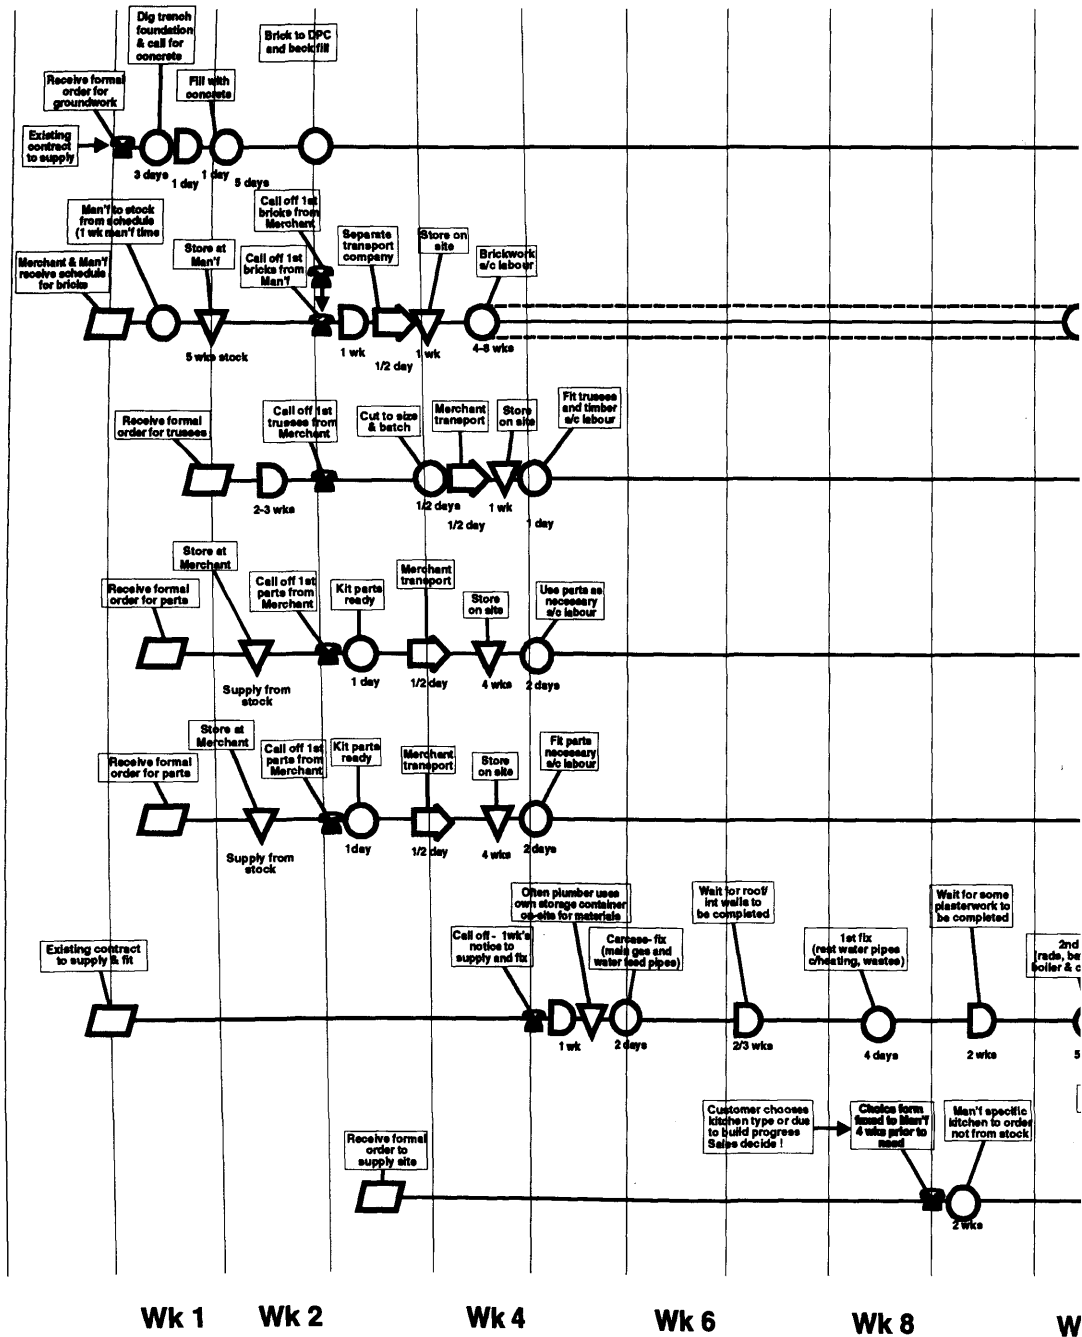 Dig trench
foundation
& call for
concrete
Brick to DPC
and back fill
Receive formal
order for
groundwork
Fill with
concrete
Existing
contract
to supply
3 days
1 day
1 day
5 days
Man'f to stock
from schedule
(1 wk man'f time
Store at
Man'f
Call off 1st
bricks from
Merchant
Merchant & Man'f
receive schedule
for bricks
Call off 1st
bricks from
Man'f
Separate
transport
company
Store on
site
Brickwork
s/c labour
5 wks stock
1 wk
1/2 day
1 wk
4-8 wks
Receive formal
order for trusses
Call off 1st
trusses from
Merchant
Cut to size
& batch
Merchant
transport
Store
on site
Fit trusses
and timber
s/c labour
2-3 wks
1/2 days
1/2 day
1 wk
1 day
Store at
Merchant
Receive formal
order for parts
Call off 1st
parts from
Merchant
Kit parts
ready
Merchant
transport
Store
on site
Use parts as
necessary
s/c labour
Supply from
stock
1 day
1/2 day
4 wks
2 days
Store at
Merchant
Receive formal
order for parts
Call off 1st
parts from
Merchant
Kit parts
ready
Merchant
transport
Store
on site
Fit parts
necessary
s/c labour
Supply from
stock
1day
1/2 day
4 wks
2 days
Often plumber uses
own storage container
on-site for materials
Wait for roof/
int walls to
be completed
Wait for some
plasterwork to
be completed
Existing contract
to supply & fit
Call off - 1wk's
notice to
supply and fix
Carcase- fix
(main gas and
water feed pipes)
1st fix
(rest water pipes
c/heating, wastes)
2nd
(rads, ba
boiler & c
1 wk
2 days
2/3 wks
4 days
2 wks
5
Customer chooses
kitchen type or due
to build progress
Sales decide !
Choice form
faxed to Man'f
4 wks prior to
need
Man'f specific
kitchen to order
not from stock
Receive formal
order to
supply site
2 wks
Wk 1
Wk 2
Wk 4
Wk 6
Wk 8
W